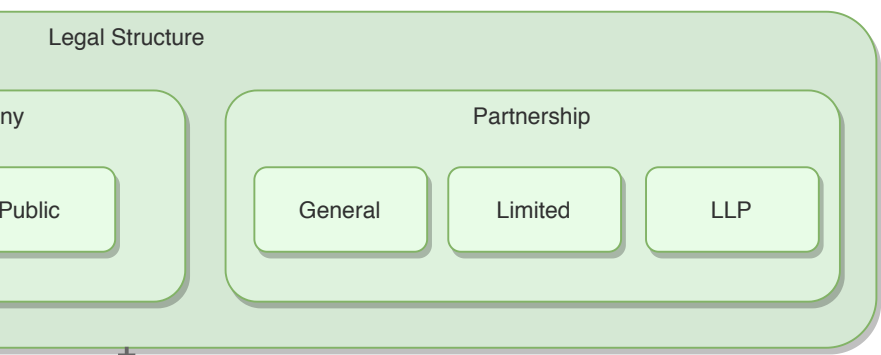 Legal Structure
ny
Partnership
Public
General
Limited
LLP